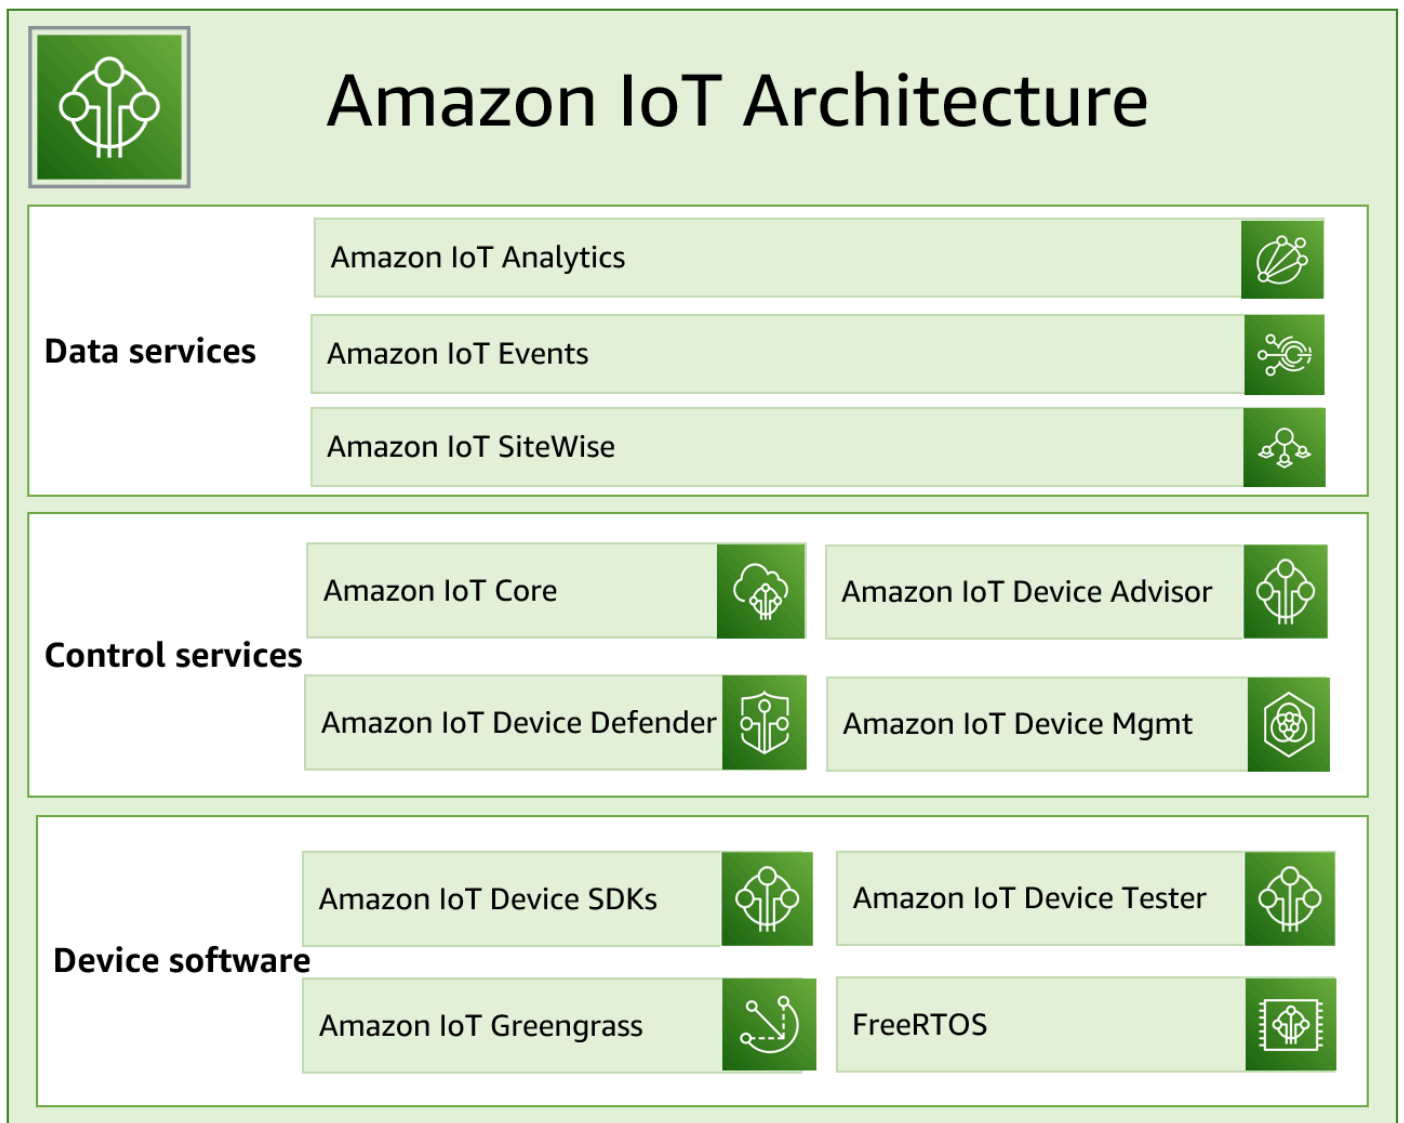 Amazon IoT Architecture
Data services
Amazon IoT Analytics
Amazon IoT Events
Amazon IoT SiteWise
Control services
Amazon IoT Core
Amazon IoT Device Advisor
Amazon IoT Device Defender
Amazon IoT Device Mgmt
Device software
Amazon IoT Device SDKs
Amazon IoT Device Tester
Amazon IoT Greengrass
FreeRTOS